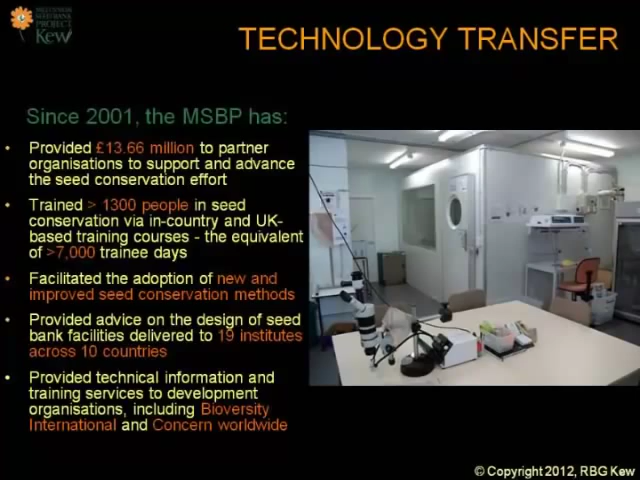 MILLENNIUM
SEED BANK
PROJECT
Kew
TECHNOLOGY TRANSFER
Since 2001, the MSBP has:
• Provided £13.66 million to partner
organisations to support and advance
the seed conservation effort
• Trained > 1300 people in seed
conservation via in-country and UK-
based training courses - the equivalent
of >7,000 trainee days
• Facilitated the adoption of new and
improved seed conservation methods
• Provided advice on the design of seed
bank facilities delivered to 19 institutes
across 10 countries
• Provided technical information and
training services to development
organisations, including Bioversity
International and Concern worldwide
© Copyright 2012, RBG Kew